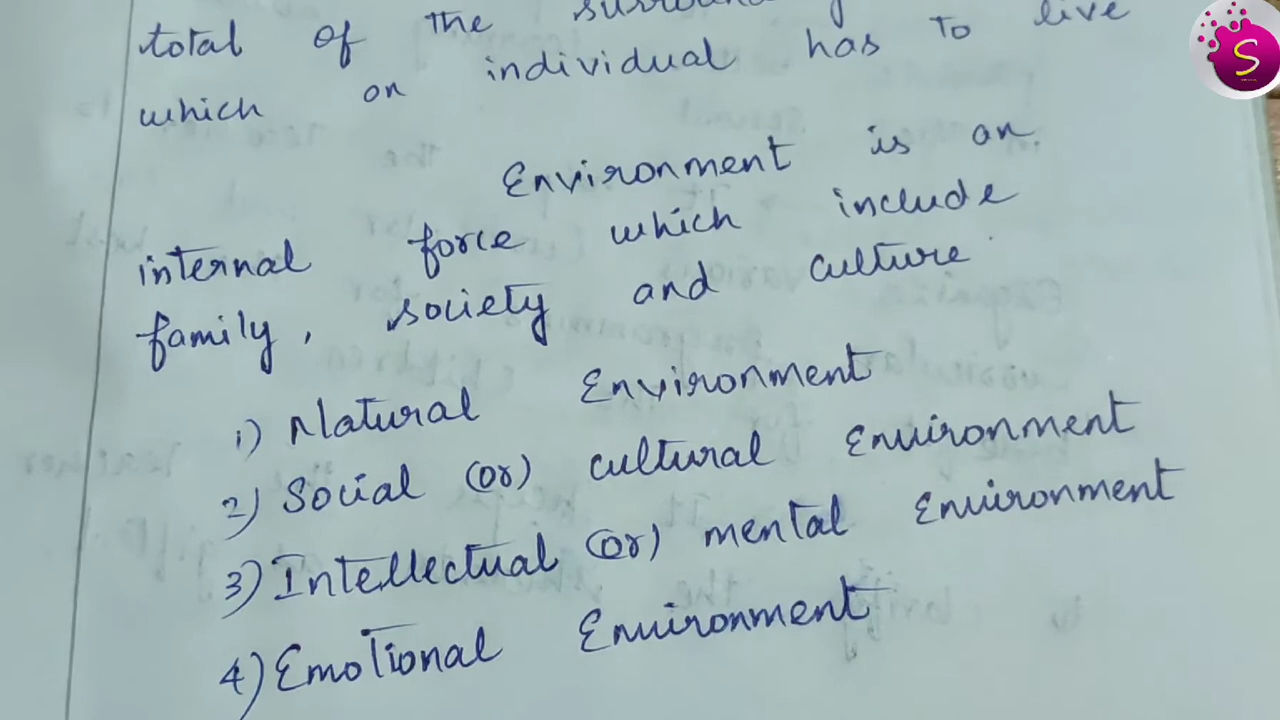 total of the
which on individual has to live
Environment is an
internal force which include
family, society and culture
1) Natural Environment
2) Social (or) cultural Environment
3) Intellectual (or) mental Environment
4) Emotional Environment
S